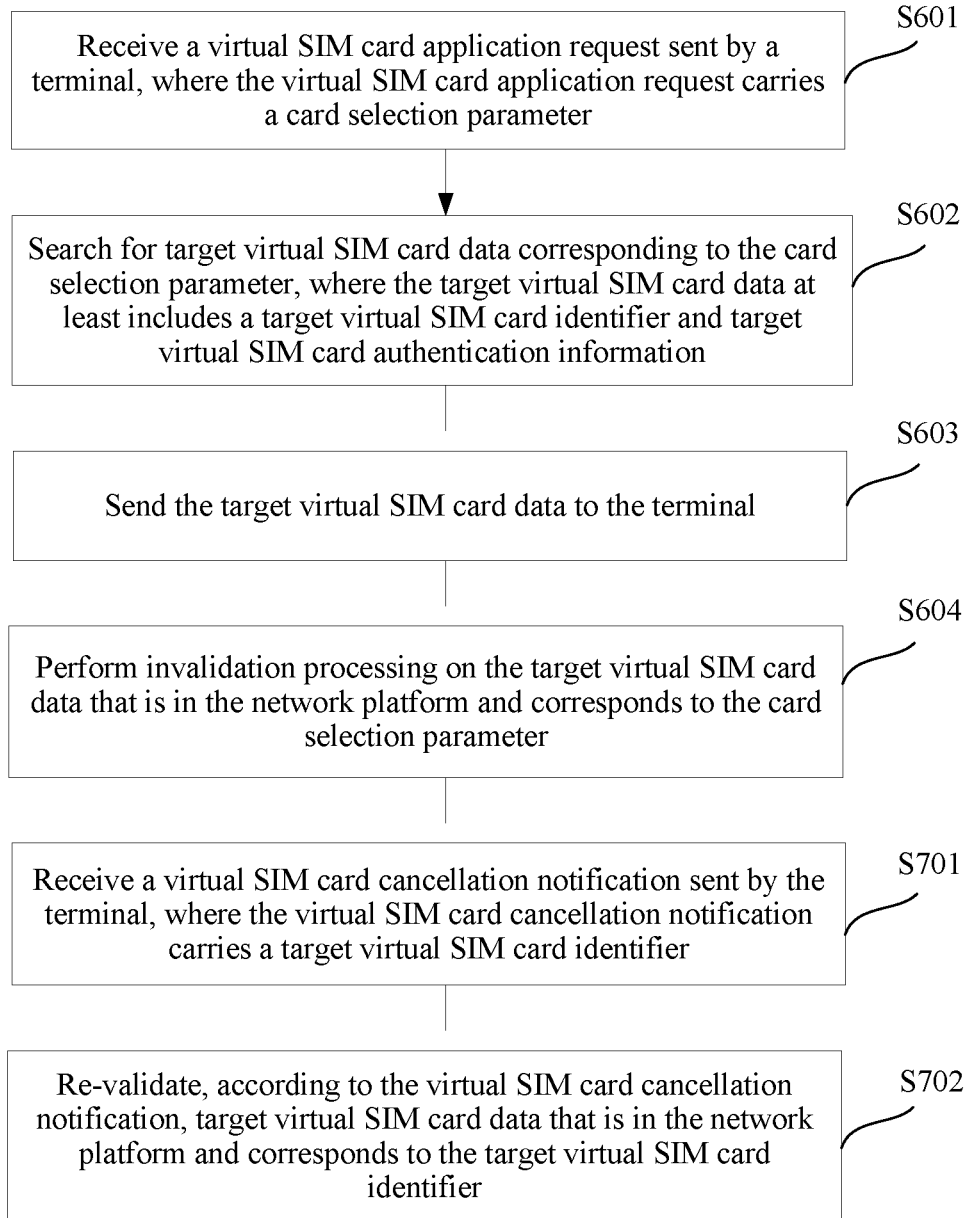 S601
Receive a virtual SIM card application request sent by a
terminal, where the virtual SIM card application request carries
a card selection parameter
S602
Search for target virtual SIM card data corresponding to the card
selection parameter, where the target virtual SIM card data at
least includes a target virtual SIM card identifier and target
virtual SIM card authentication information
S603
Send the target virtual SIM card data to the terminal
S604
Perform invalidation processing on the target virtual SIM card
data that is in the network platform and corresponds to the card
selection parameter
S701
Receive a virtual SIM card cancellation notification sent by the
terminal, where the virtual SIM card cancellation notification
carries a target virtual SIM card identifier
S702
Re-validate, according to the virtual SIM card cancellation
notification, target virtual SIM card data that is in the network
platform and corresponds to the target virtual SIM card
identifier